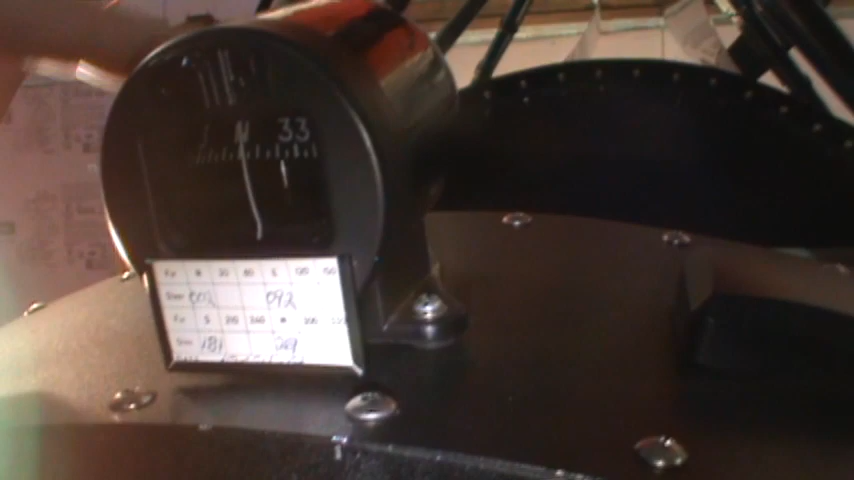 N 33
For N 30 60 E 120 150
Steer 002 092
For S 210 240 W 300 330
Steer 181 269